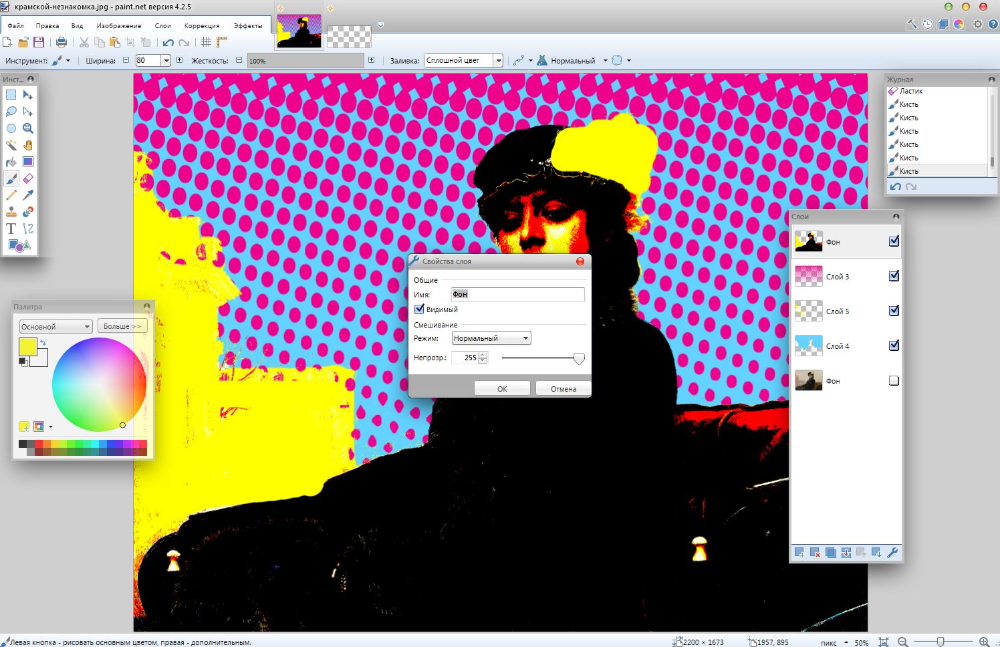 крамской-незнакомка.jpg - paint.net версия 4.2.5
Файл Правка Вид Изображение Слои Коррекция Эффекты
Инструмент: Ширина: 80 Жесткость: 100% Заливка: Сплошной цвет Нормальный
Инст...
Журнал
Ластик
Кисть
Кисть
Кисть
Кисть
Кисть
Кисть
Слои
Фон
Слой 3
Слой 5
Слой 4
Фон
Свойства слоя
Общие
Имя: Фон
Видимый
Смешивание
Режим: Нормальный
Непрозр.: 255
ОК Отмена
Палитра
Основной Больше >>
Левая кнопка - рисовать основным цветом, правая - дополнительным. 2200 × 1673 1957, 895 пикс 50%